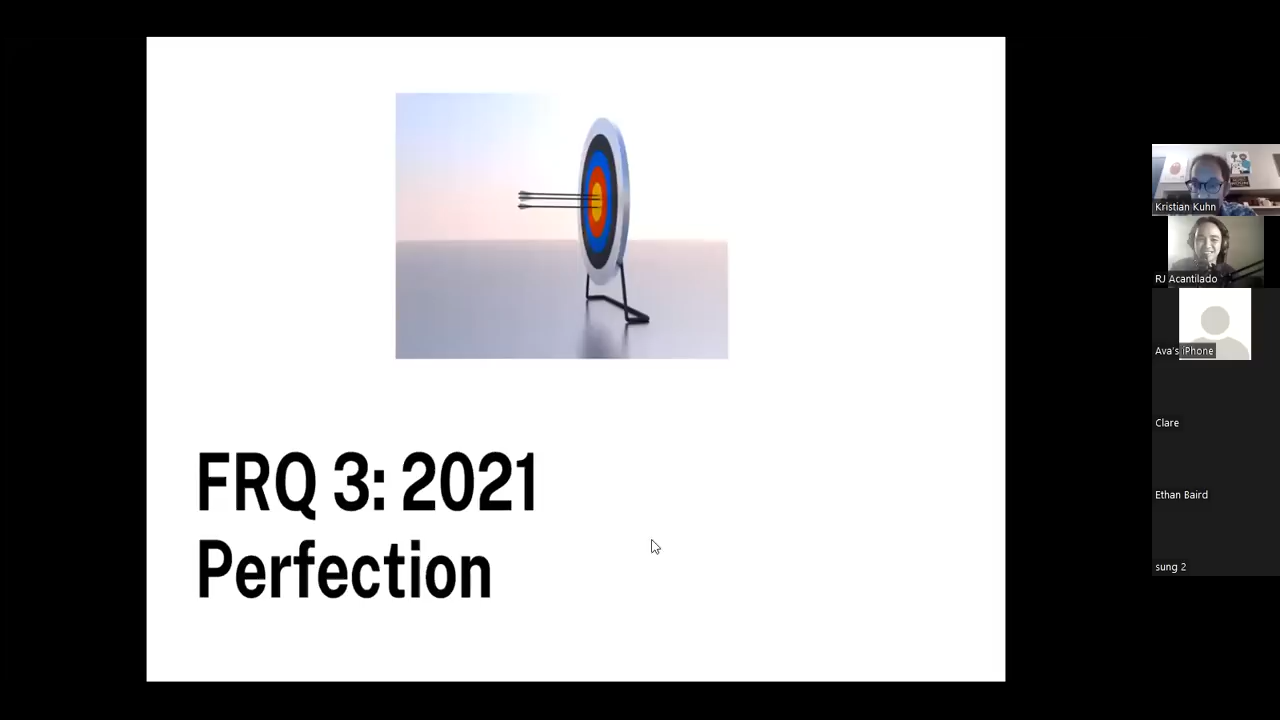 FRQ 3: 2021
Perfection
Kristian Kuhn
RJ Acantilado
Ava's iPhone
Clare
Ethan Baird
sung 2